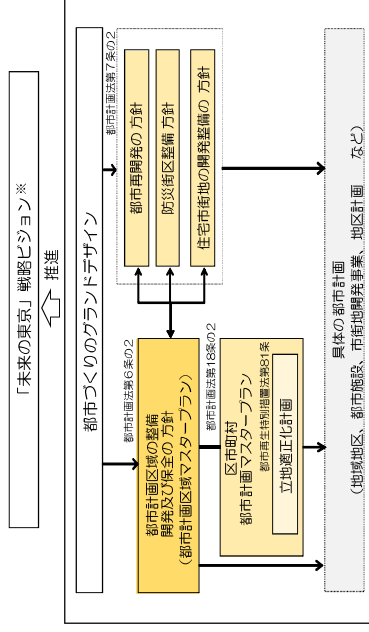 「未来の東京」戦略ビジョン※
推進
都市づくりのグランドデザイン
都市計画法第6条の2
都市計画区域の整備
開発及び保全の方針
（都市計画区域マスタープラン）
都市計画法第7条の2
都市再開発の方針
防災街区整備方針
住宅市街地の開発整備の方針
都市計画法第18条の2
区市町村
都市計画マスタープラン
都市再生特別措置法第81条
立地適正化計画
具体の都市計画
（地域地区、都市施設、市街地開発事業、地区計画　など）